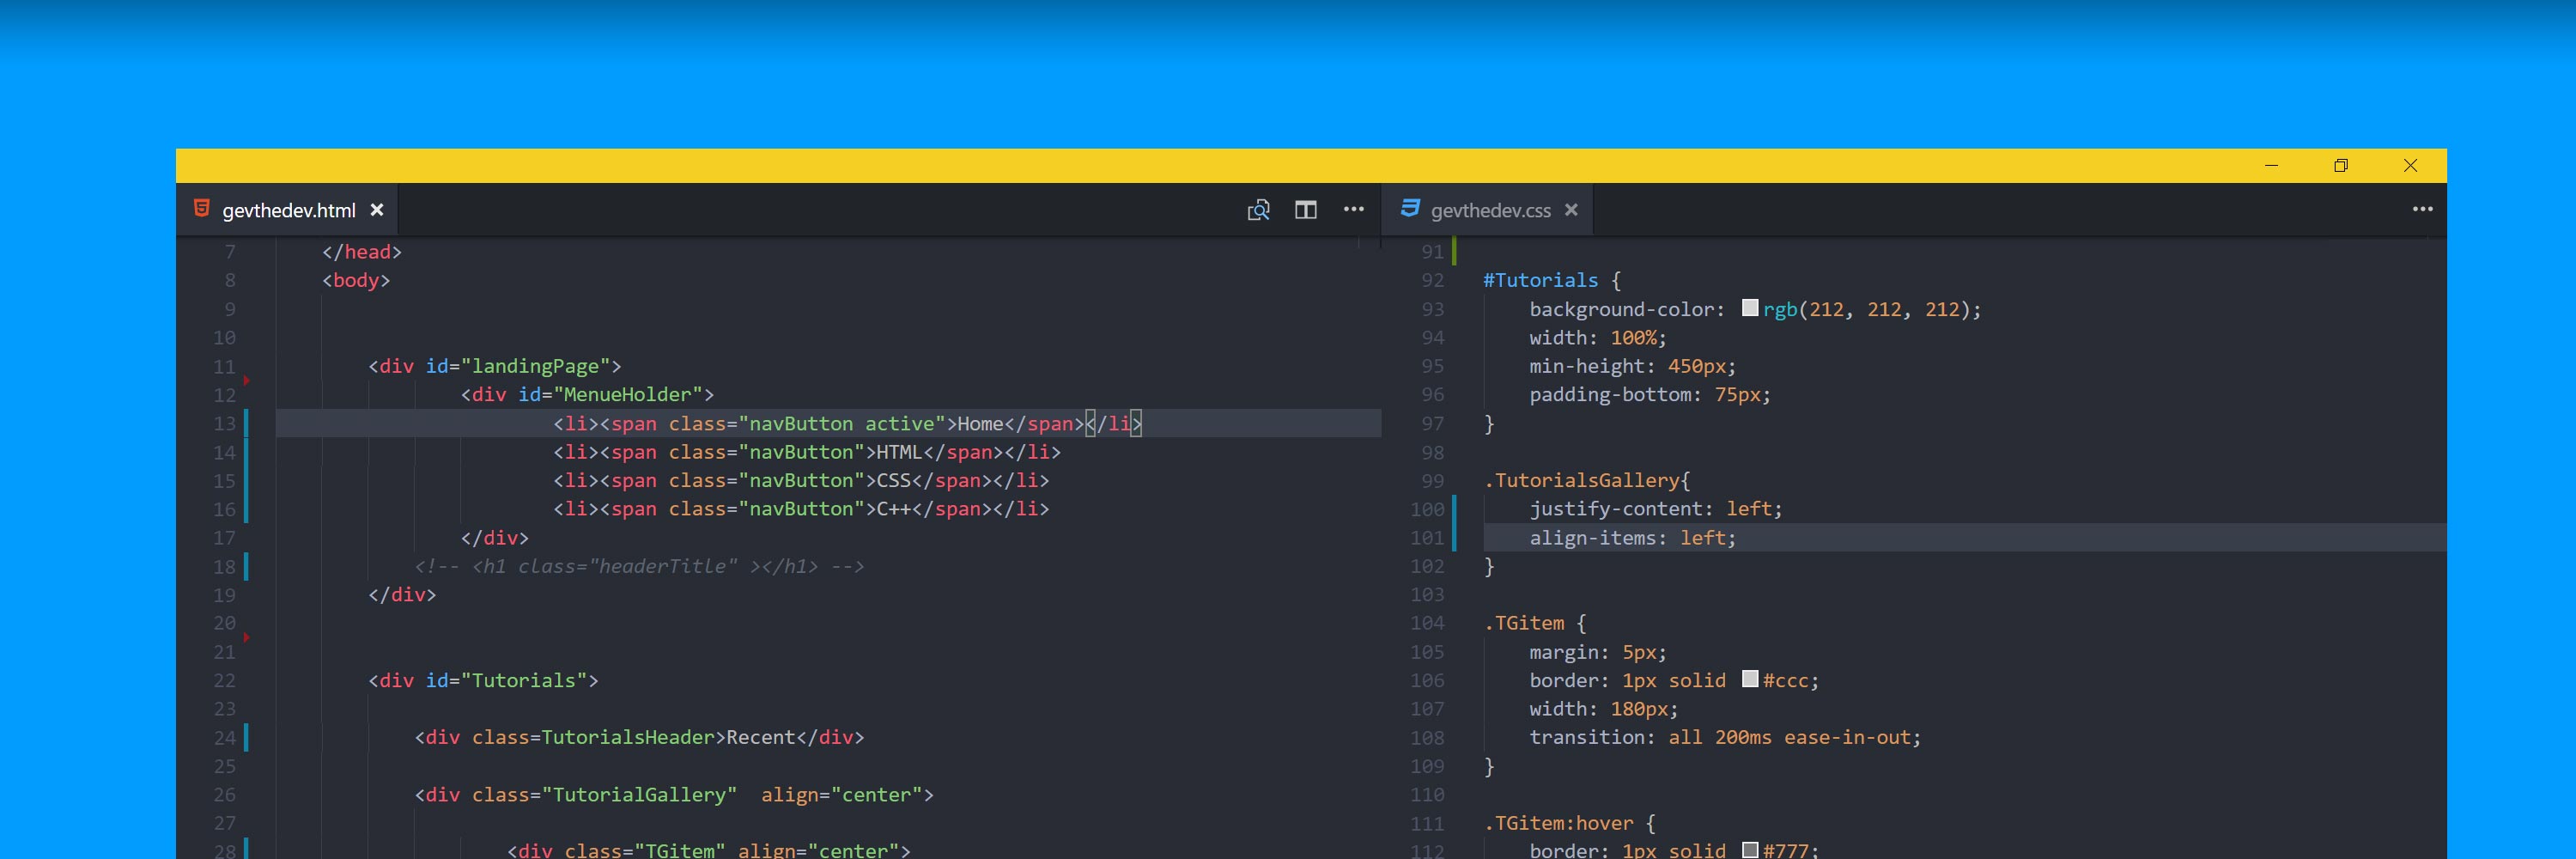 gevthedev.html
7 </head>
8 <body>
9
10
11 <div id="landingPage">
12 <div id="MenueHolder">
13 <li><span class="navButton active">Home</span></li>
14 <li><span class="navButton">HTML</span></li>
15 <li><span class="navButton">CSS</span></li>
16 <li><span class="navButton">C++</span></li>
17 </div>
18 <!-- <h1 class="headerTitle" ></h1> -->
19 </div>
20
21
22 <div id="Tutorials">
23
24 <div class=TutorialsHeader>Recent</div>
25
26 <div class="TutorialGallery"  align="center">
27
28 <div class="TGitem" align="center">
gevthedev.css
91
92 #Tutorials {
93 background-color: rgb(212, 212, 212);
94 width: 100%;
95 min-height: 450px;
96 padding-bottom: 75px;
97 }
98
99 .TutorialsGallery{
100 justify-content: left;
101 align-items: left;
102 }
103
104 .TGitem {
105 margin: 5px;
106 border: 1px solid #ccc;
107 width: 180px;
108 transition: all 200ms ease-in-out;
109 }
110
111 .TGitem:hover {
112 border: 1px solid #777;